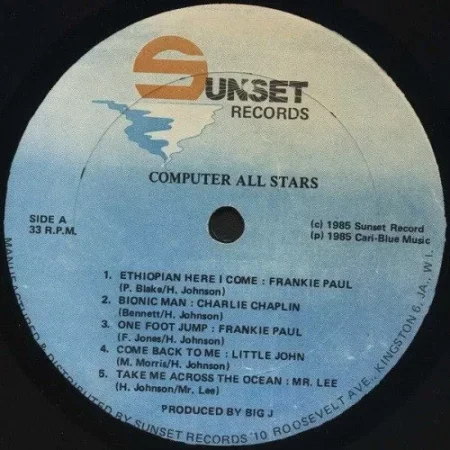 SUNSET
RECORDS
COMPUTER ALL STARS
SIDE A
33 R.P.M.
(c) 1985 Sunset Record
(p) 1985 Cari-Blue Music
1. ETHIOPIAN HERE I COME : FRANKIE PAUL
(P. Blake/H. Johnson)
2. BIONIC MAN : CHARLIE CHAPLIN
(Bennett/H. Johnson)
3. ONE FOOT JUMP : FRANKIE PAUL
(F. Jones/H. Johnson)
4. COME BACK TO ME : LITTLE JOHN
(M. Morris/H. Johnson)
5. TAKE ME ACROSS THE OCEAN : MR. LEE
(H. Johnson/Mr. Lee)
PRODUCED BY BIG J
MANUFACTURED & DISTRIBUTED BY SUNSET RECORDS '10 ROOSEVELT AVE., KINGSTON 6, JA., W.I.